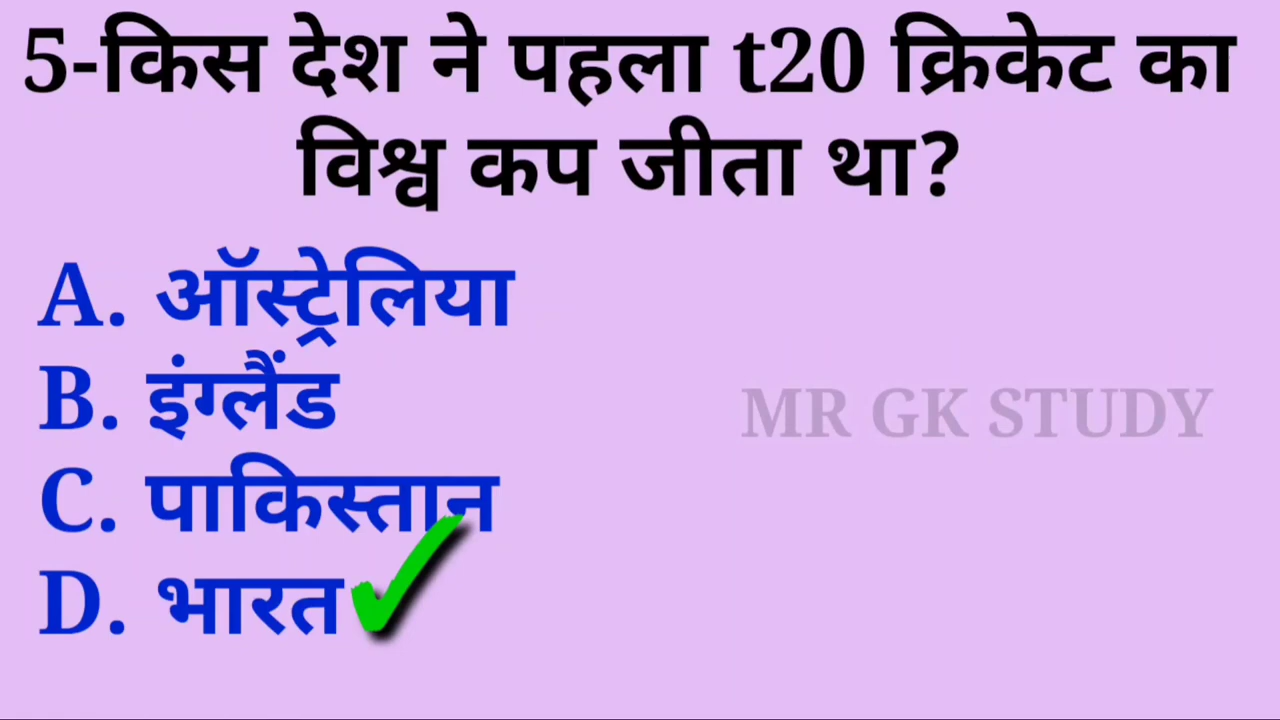 5-किस देश ने पहला t20 क्रिकेट का
विश्व कप जीता था?
A. ऑस्ट्रेलिया
B. इंग्लैंड
MR GK STUDY
C. पाकिस्तान
D. भारत